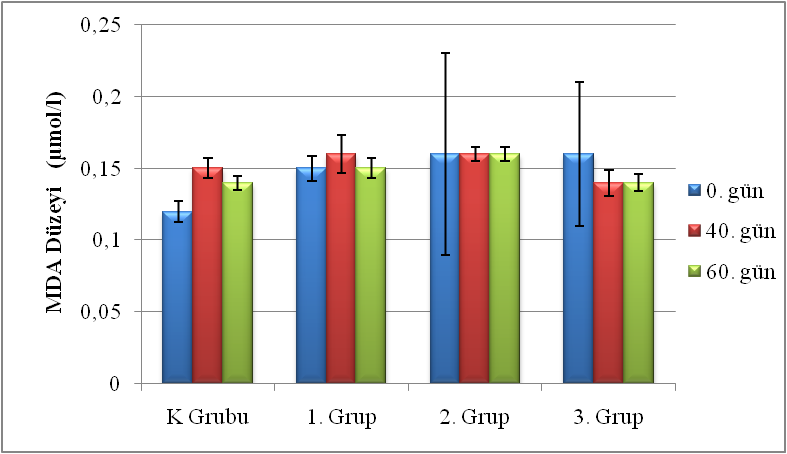 MDA Düzeyi (µmol/l)
0,25
0,2
0,15
0,1
0,05
0
K Grubu
1. Grup
2. Grup
3. Grup
0. gün
40. gün
60. gün